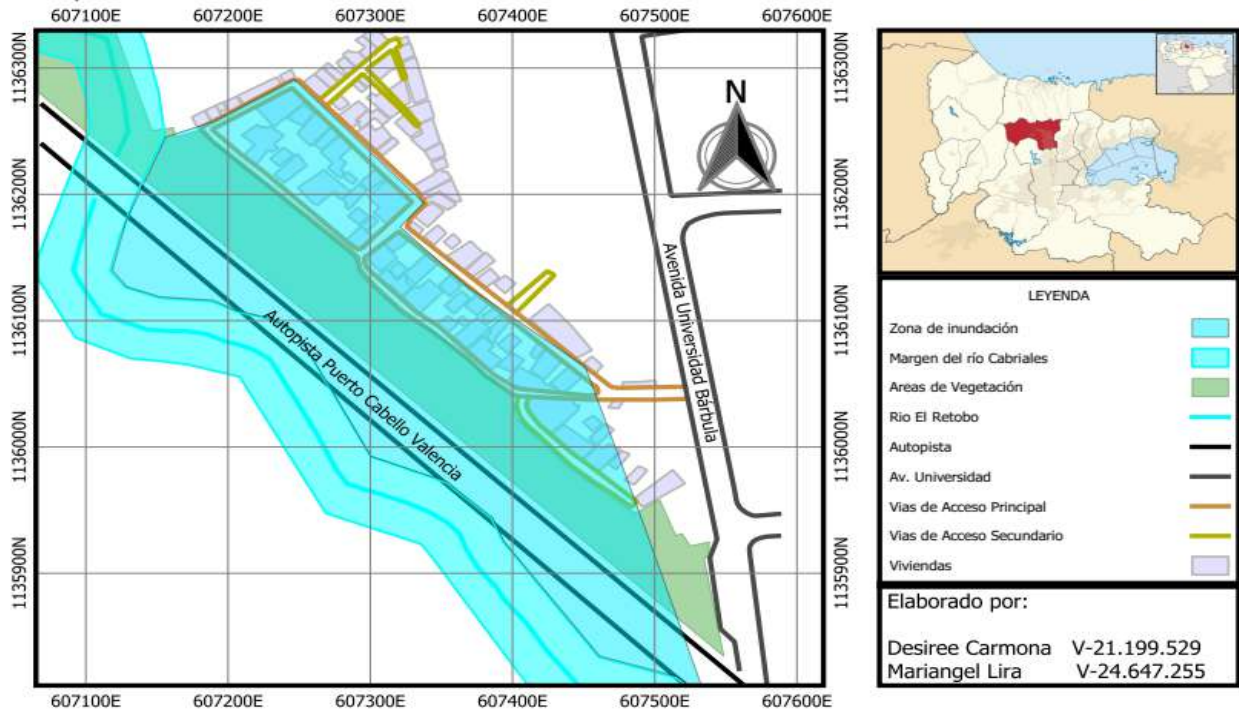 607100E 607200E 607300E 607400E 607500E 607600E
1136300N
1136200N
1136100N
1136000N
1135900N
N
Avenida Universidad Bárbula
Autopista Puerto Cabello Valencia
1136300N
1136200N
1136100N
1136000N
1135900N
607100E 607200E 607300E 607400E 607500E 607600E
LEYENDA
Zona de inundación
Margen del río Cabriales
Areas de Vegetación
Rio El Retobo
Autopista
Av. Universidad
Vias de Acceso Principal
Vias de Acceso Secundario
Viviendas
Elaborado por:
Desiree Carmona V-21.199.529
Mariangel Lira V-24.647.255